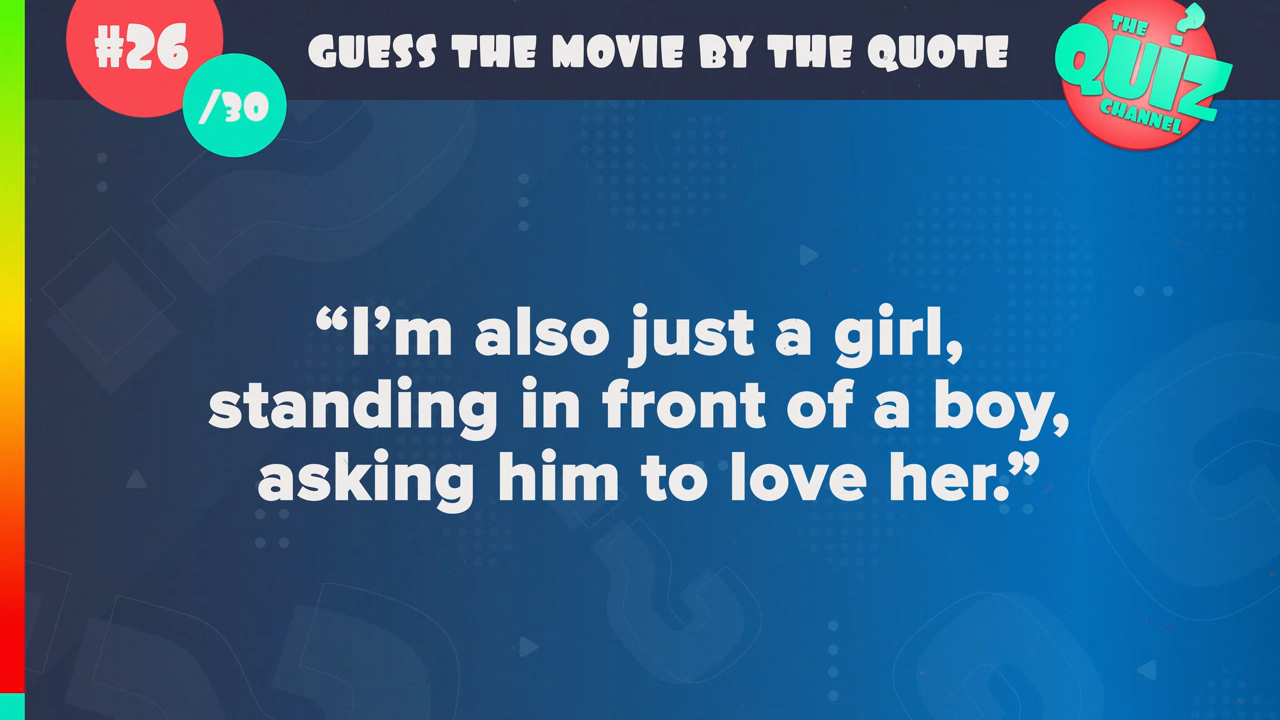 #26
/30
GUESS THE MOVIE BY THE QUOTE
THE
QUIZ
CHANNEL
“I’m also just a girl,
standing in front of a boy,
asking him to love her.”